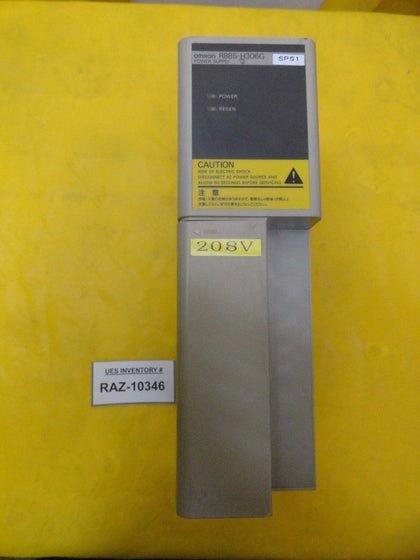 OMRON R88S-H306G
POWER SUPPLY
SPS1
POWER
REGEN
CAUTION
RISK OF ELECTRIC SHOCK
DISCONNECT AC POWER SOURCE AND
ALLOW 90 SECONDS BEFORE SERVICING.
注意
208V
UES INVENTORY #
RAZ-10346